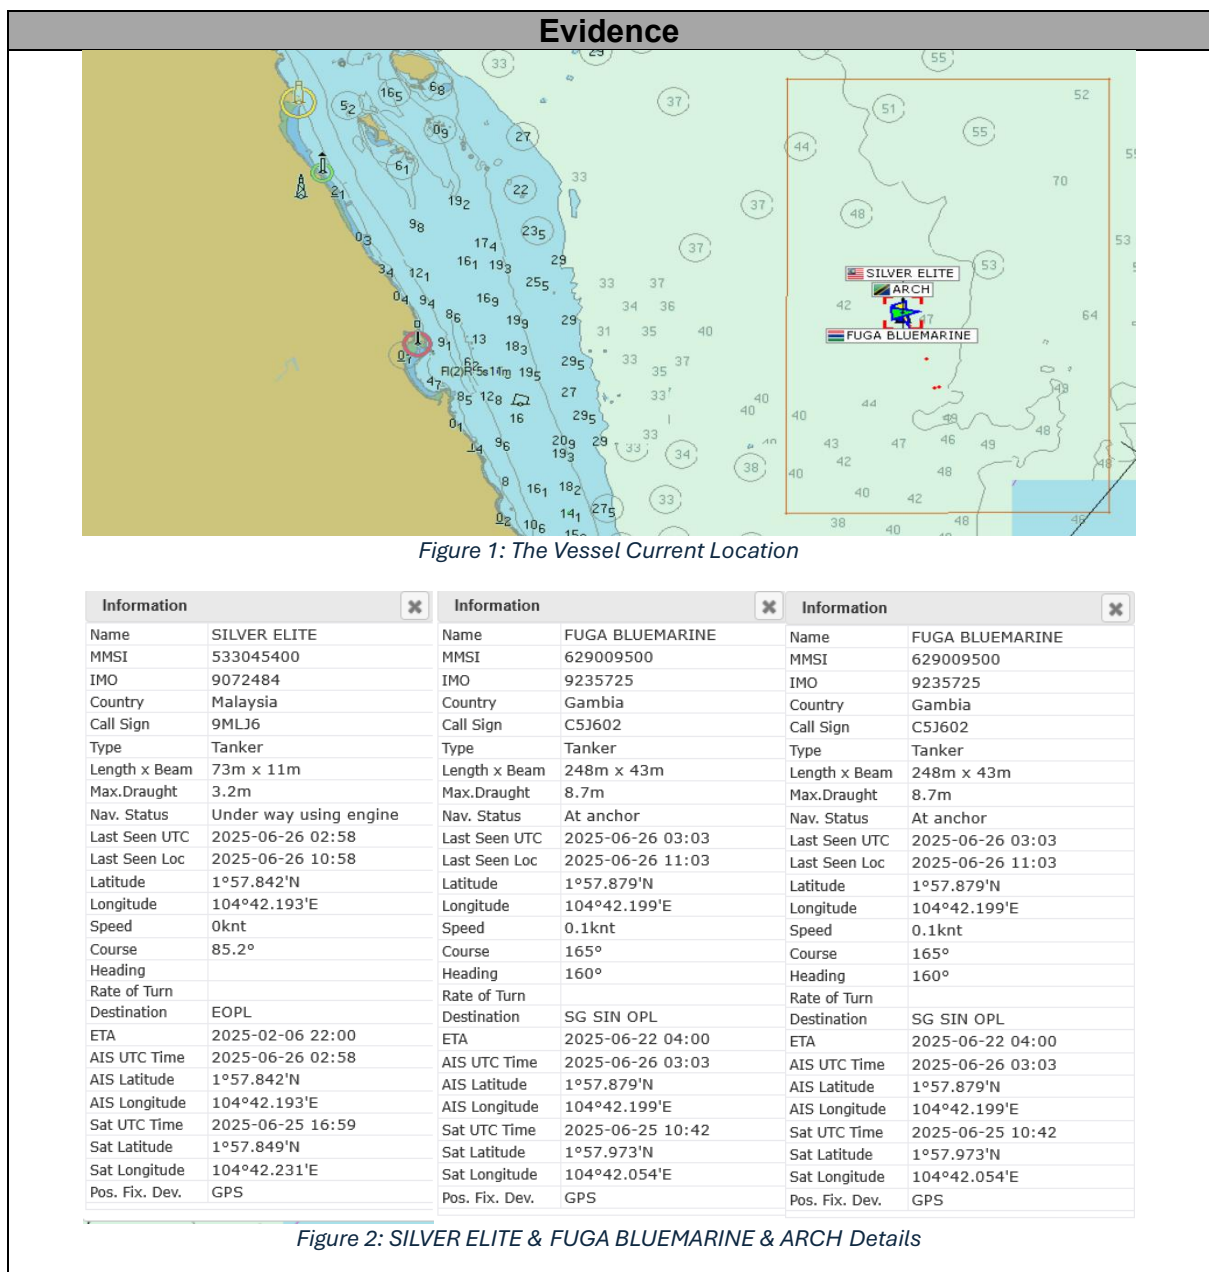 Evidence
SILVER ELITE
ARCH
FUGA BLUEMARINE
Fl(2)R 5s11m
Figure 1: The Vessel Current Location
Information
Name SILVER ELITE
MMSI 533045400
IMO 9072484
Country Malaysia
Call Sign 9MLJ6
Type Tanker
Length x Beam 73m x 11m
Max.Draught 3.2m
Nav. Status Under way using engine
Last Seen UTC 2025-06-26 02:58
Last Seen Loc 2025-06-26 10:58
Latitude 1°57.842'N
Longitude 104°42.193'E
Speed 0knt
Course 85.2°
Heading
Rate of Turn
Destination EOPL
ETA 2025-02-06 22:00
AIS UTC Time 2025-06-26 02:58
AIS Latitude 1°57.842'N
AIS Longitude 104°42.193'E
Sat UTC Time 2025-06-25 16:59
Sat Latitude 1°57.849'N
Sat Longitude 104°42.231'E
Pos. Fix. Dev. GPS
Information
Name FUGA BLUEMARINE
MMSI 629009500
IMO 9235725
Country Gambia
Call Sign C5J602
Type Tanker
Length x Beam 248m x 43m
Max.Draught 8.7m
Nav. Status At anchor
Last Seen UTC 2025-06-26 03:03
Last Seen Loc 2025-06-26 11:03
Latitude 1°57.879'N
Longitude 104°42.199'E
Speed 0.1knt
Course 165°
Heading 160°
Rate of Turn
Destination SG SIN OPL
ETA 2025-06-22 04:00
AIS UTC Time 2025-06-26 03:03
AIS Latitude 1°57.879'N
AIS Longitude 104°42.199'E
Sat UTC Time 2025-06-25 10:42
Sat Latitude 1°57.973'N
Sat Longitude 104°42.054'E
Pos. Fix. Dev. GPS
Information
Name FUGA BLUEMARINE
MMSI 629009500
IMO 9235725
Country Gambia
Call Sign C5J602
Type Tanker
Length x Beam 248m x 43m
Max.Draught 8.7m
Nav. Status At anchor
Last Seen UTC 2025-06-26 03:03
Last Seen Loc 2025-06-26 11:03
Latitude 1°57.879'N
Longitude 104°42.199'E
Speed 0.1knt
Course 165°
Heading 160°
Rate of Turn
Destination SG SIN OPL
ETA 2025-06-22 04:00
AIS UTC Time 2025-06-26 03:03
AIS Latitude 1°57.879'N
AIS Longitude 104°42.199'E
Sat UTC Time 2025-06-25 10:42
Sat Latitude 1°57.973'N
Sat Longitude 104°42.054'E
Pos. Fix. Dev. GPS
Figure 2: SILVER ELITE & FUGA BLUEMARINE & ARCH Details